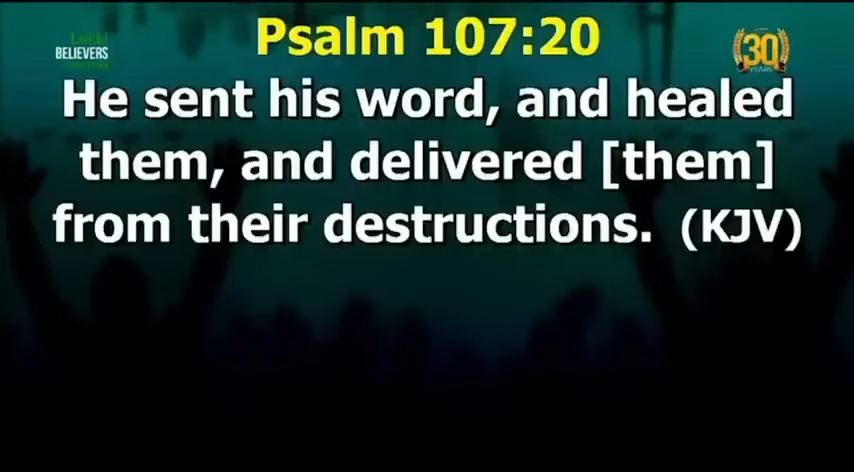 Psalm 107:20
BELIEVERS
30
YEARS
He sent his word, and healed
them, and delivered [them]
from their destructions. (KJV)